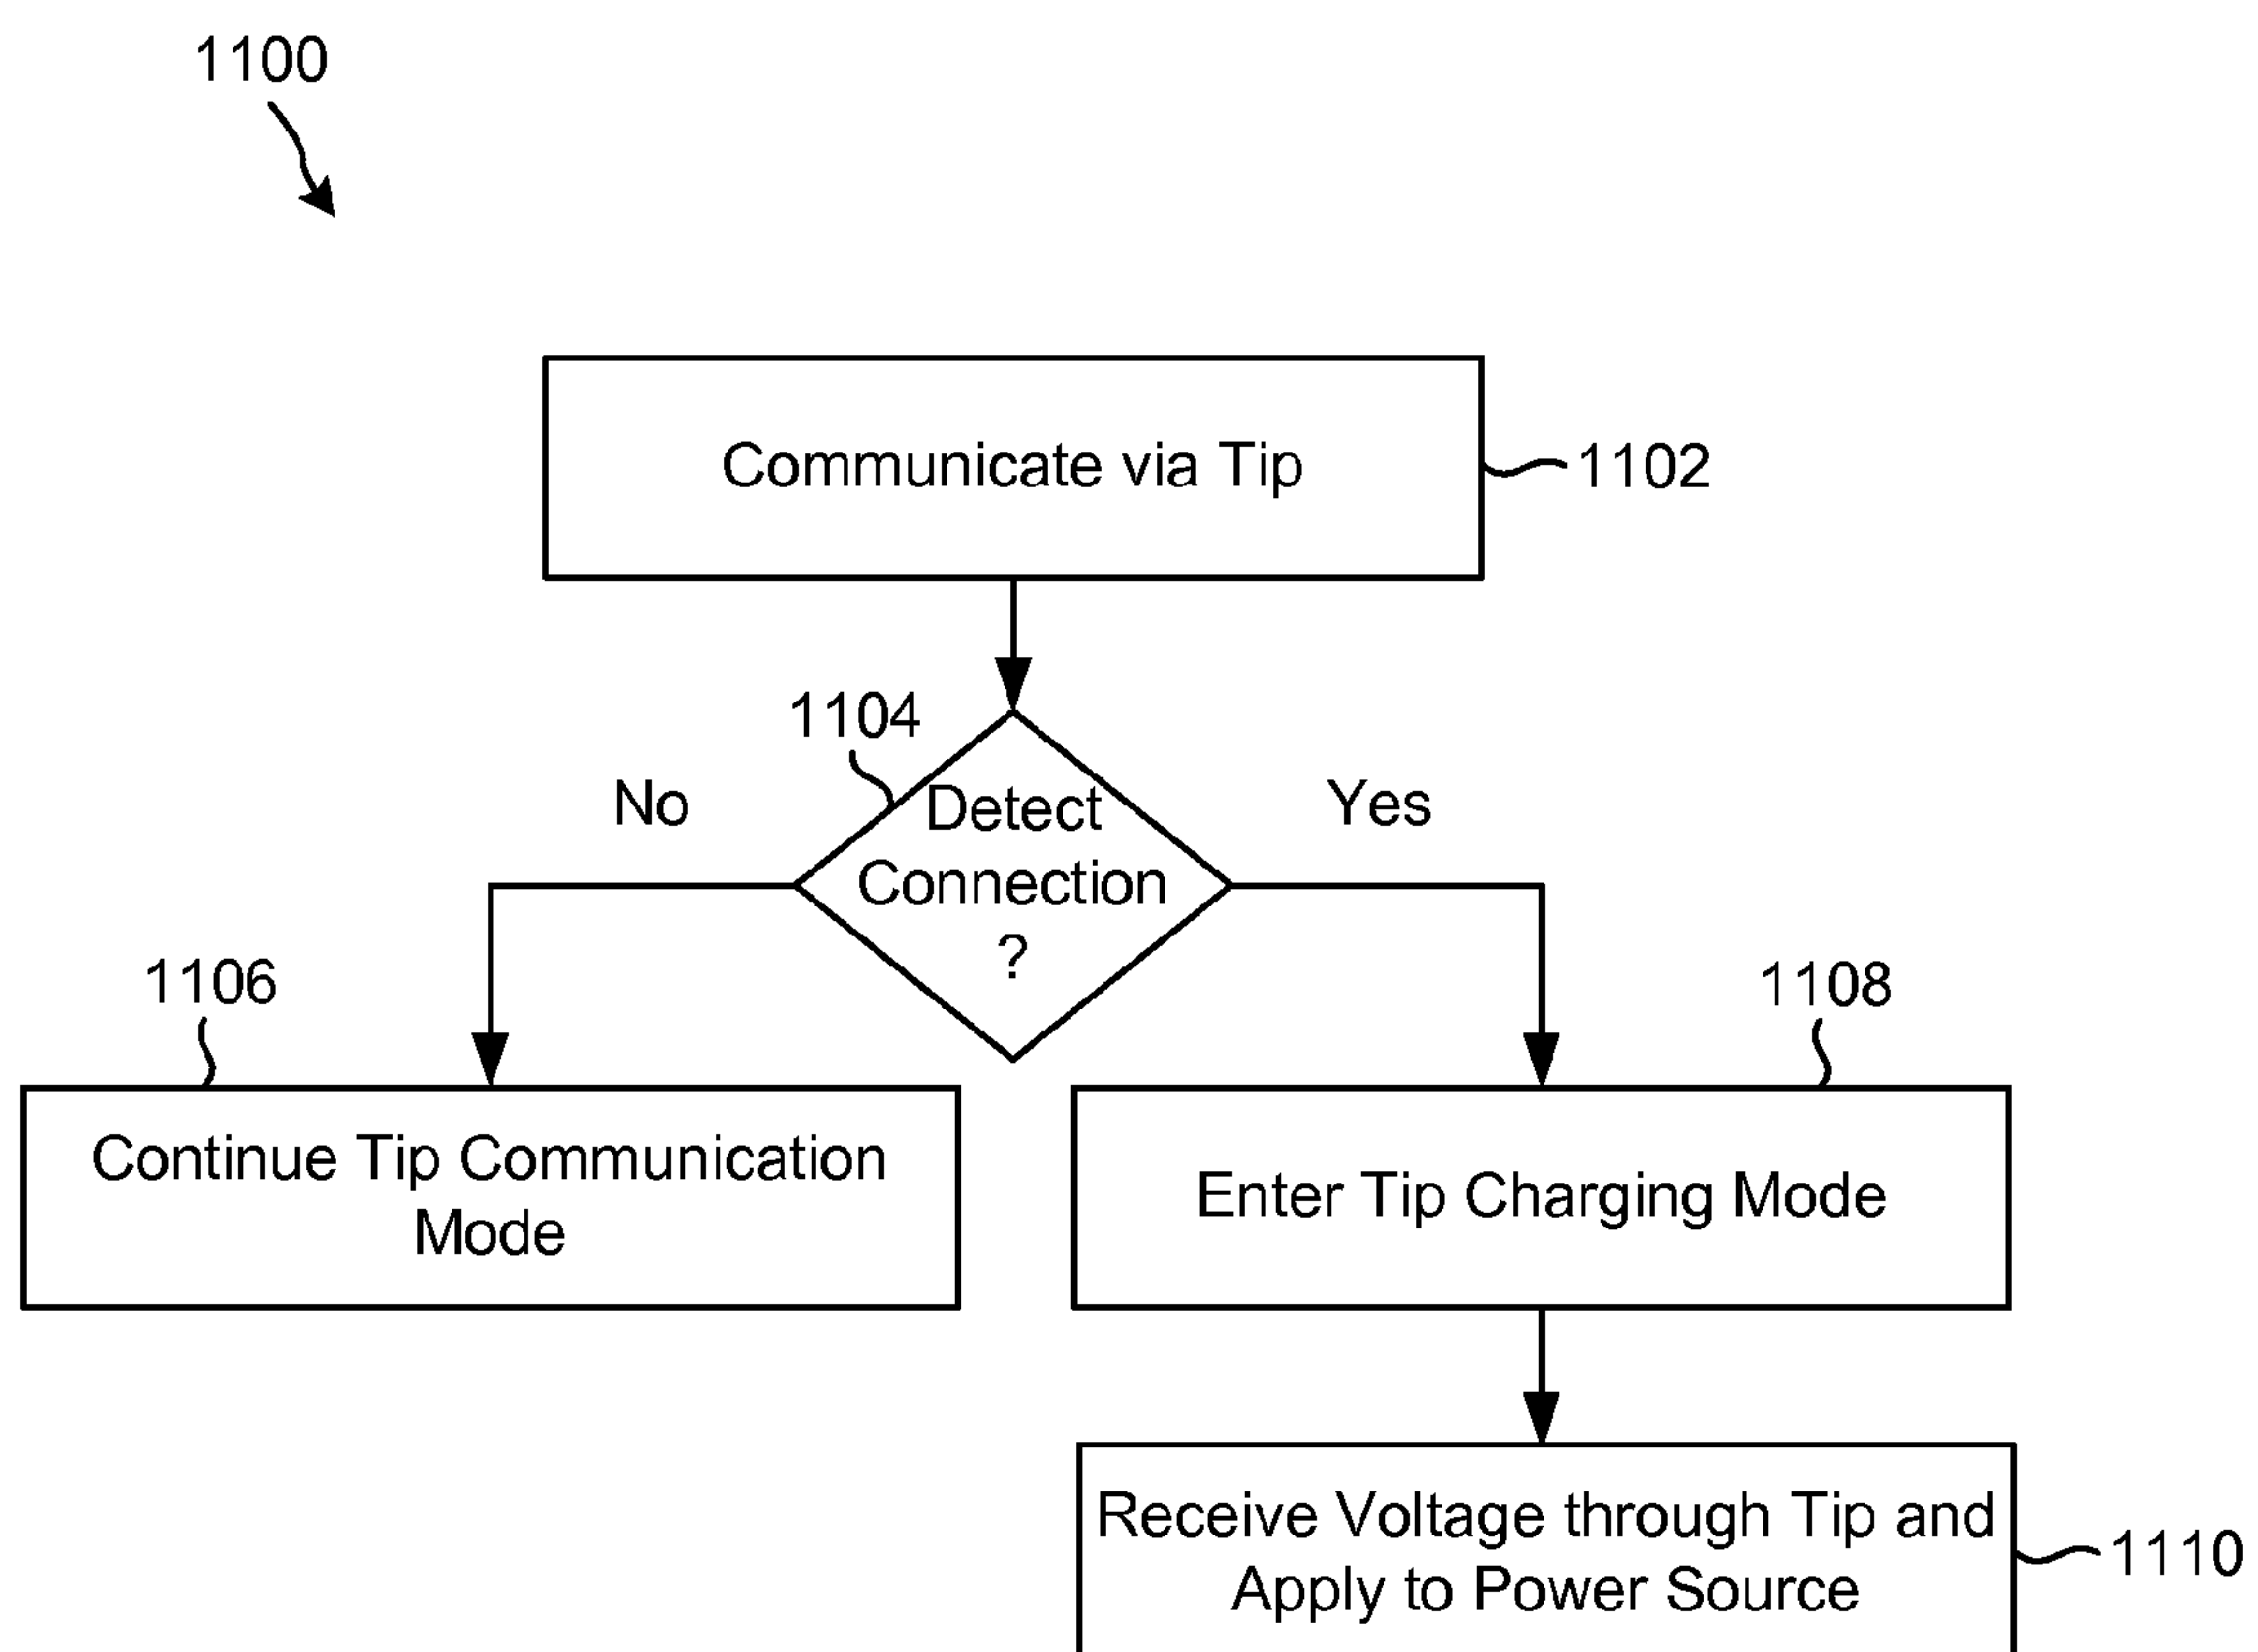 1100
Communicate via Tip
1102
1104
No
Detect
Connection
?
Yes
1106
Continue Tip Communication
Mode
1108
Enter Tip Charging Mode
Receive Voltage through Tip and
Apply to Power Source
1110